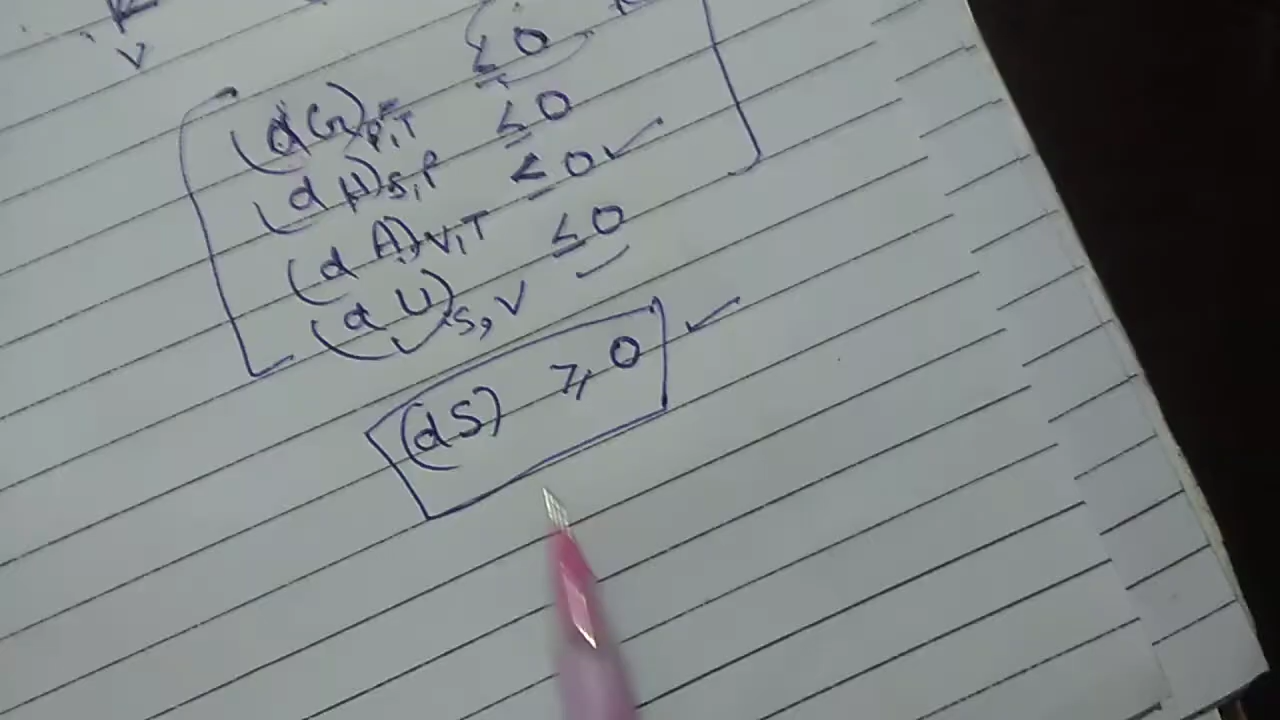 V
(dG)P,T ≤ 0
(dH)S,P ≤ 0
(dA)V,T ≤ 0
(dU)S,V ≤ 0
(dS) ≥ 0